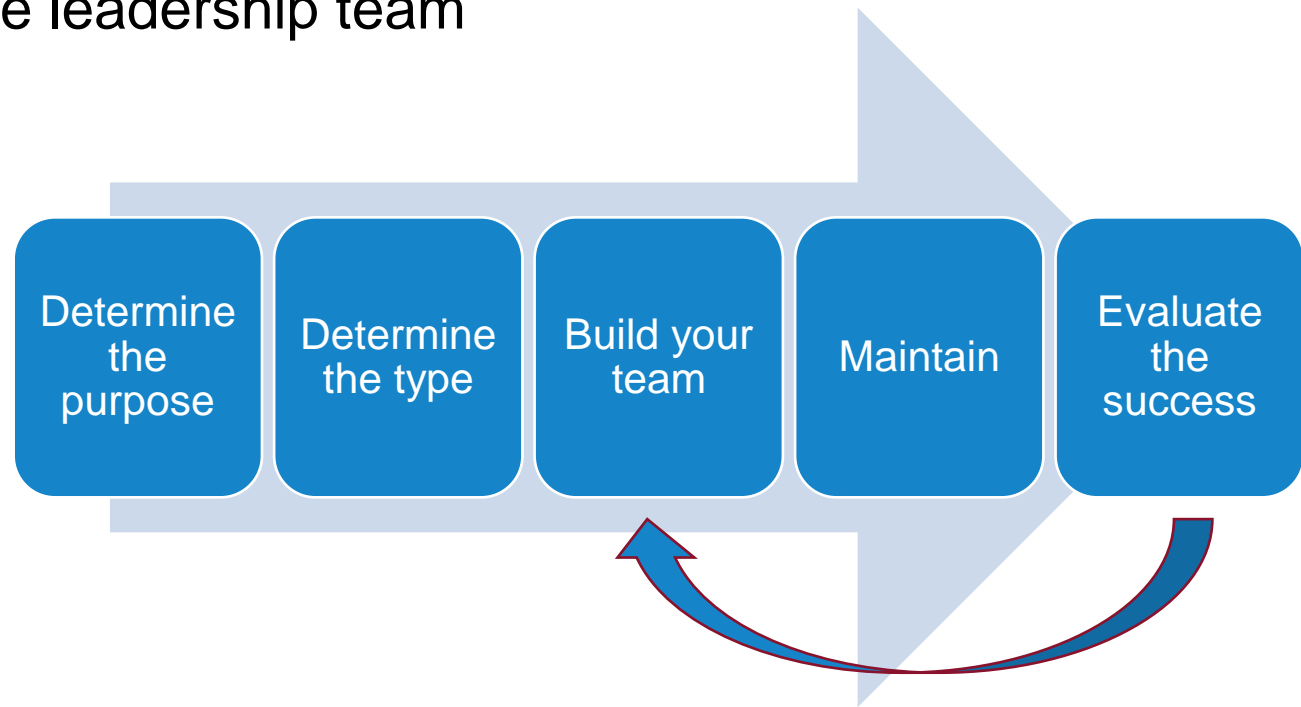 e leadership team
Determine
the
purpose
Determine
the type
Build your
team
Maintain
Evaluate
the
success